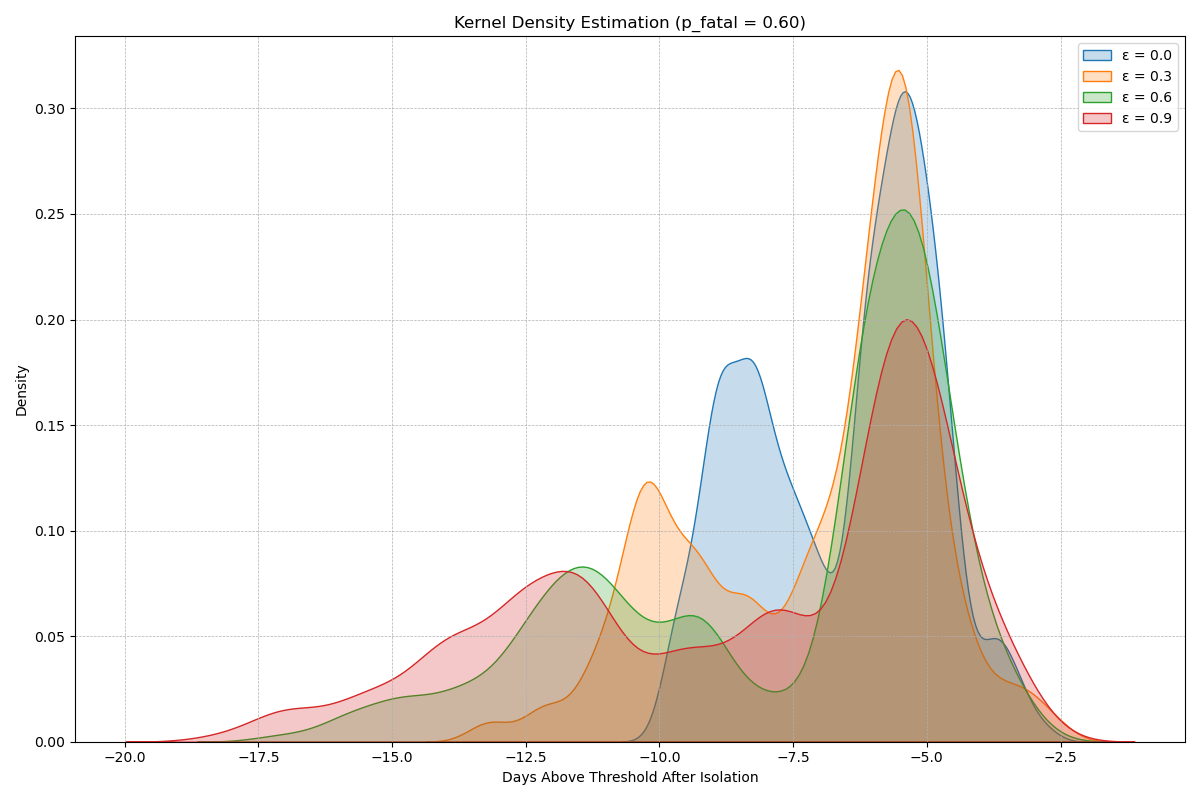 Kernel Density Estimation (p_fatal = 0.60)
ε = 0.0
ε = 0.3
ε = 0.6
ε = 0.9
0.30
0.25
0.20
0.15
0.10
0.05
0.00
Density
−20.0 −17.5 −15.0 −12.5 −10.0 −7.5 −5.0 −2.5
Days Above Threshold After Isolation